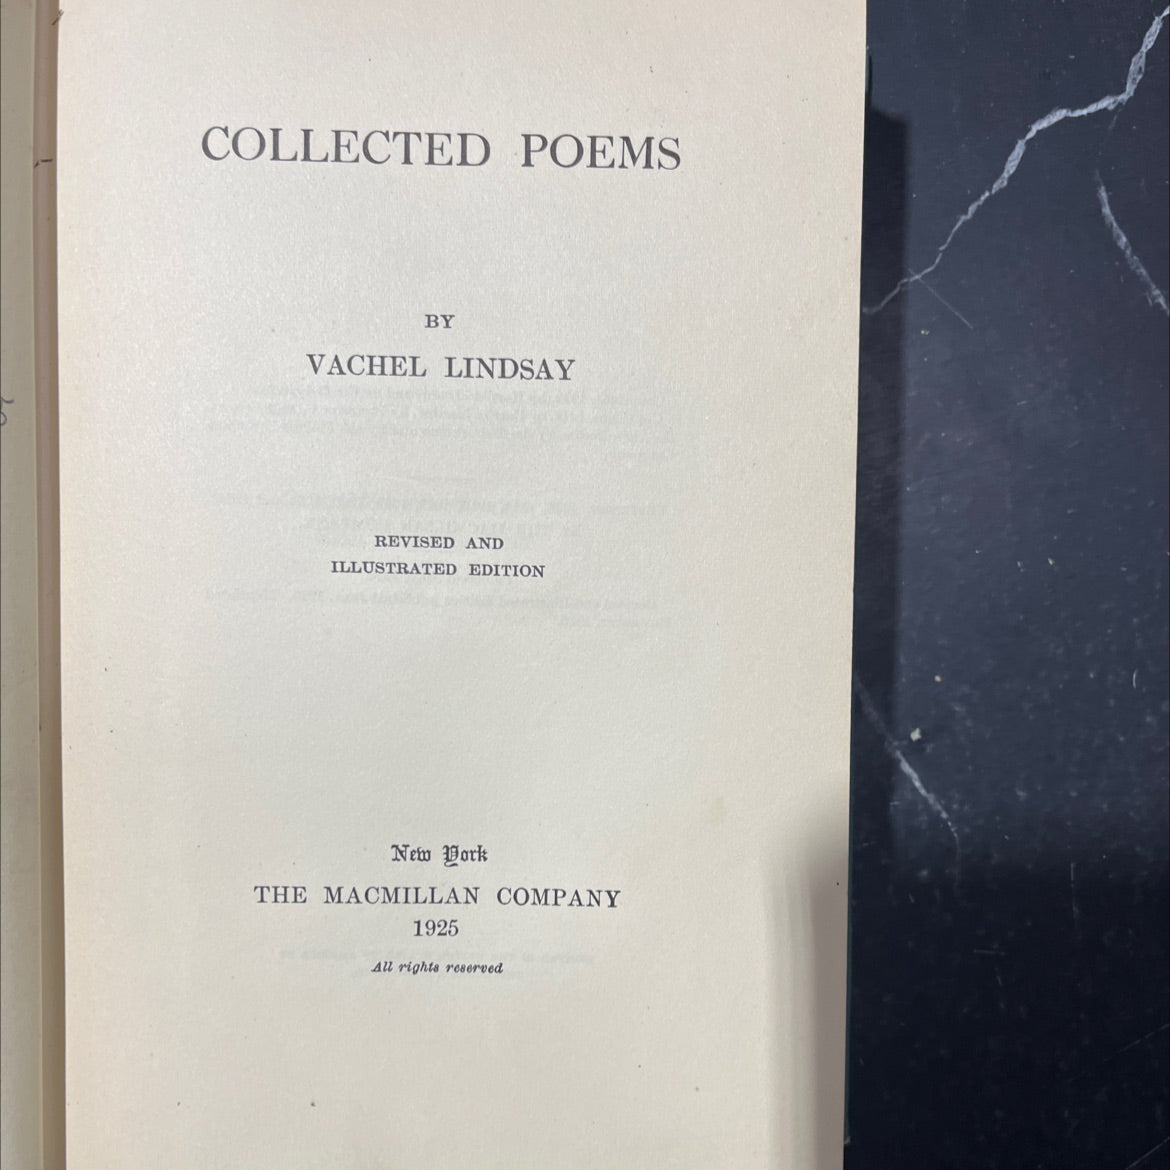 COLLECTED POEMS
BY
VACHEL LINDSAY
REVISED AND
ILLUSTRATED EDITION
New York
THE MACMILLAN COMPANY
1925
All rights reserved